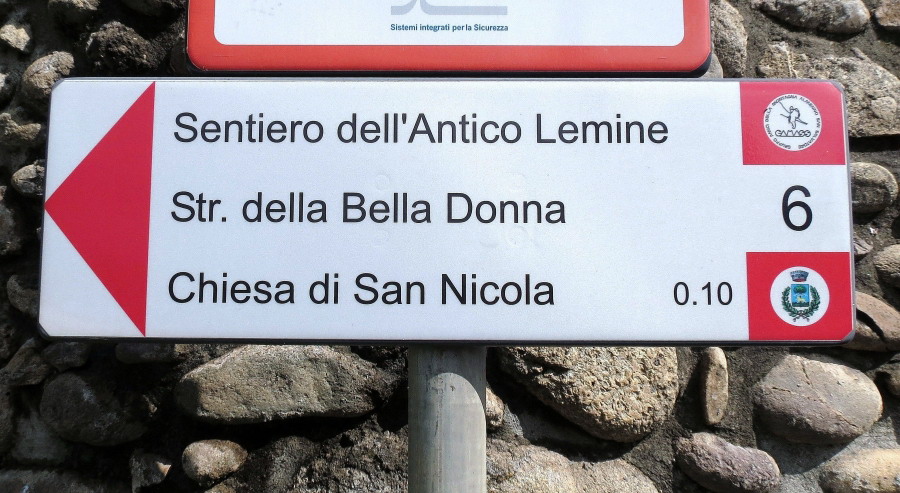 Sistemi integrati per la Sicurezza
Sentiero dell'Antico Lemine
Str. della Bella Donna
6
Chiesa di San Nicola 0.10